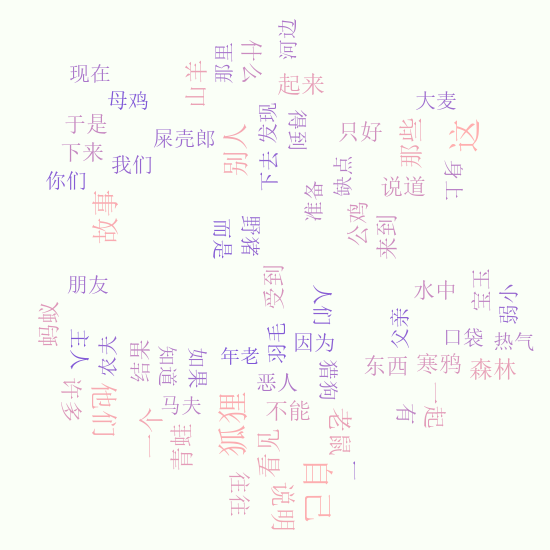 河边
什么
那里
山羊
现在
起来
母鸡
大麦
于是
屎壳郎
别人
发现
得到
只好
那些
这
下来
我们
你们
下去
缺点
身上
准备
说道
故事
公鸡
来到
野猪
而是
朋友
受到
人们
水中
宝玉
弱小
蚂蚁
主人
农夫
结果
知道
如果
年老
羽毛
因为
父亲
口袋
热气
恶人
猎狗
东西
寒鸦
森林
许多
他们
一个
马夫
狐狸
不能
老鼠
有
一起
青蛙
看见
一
往往
说明
自己